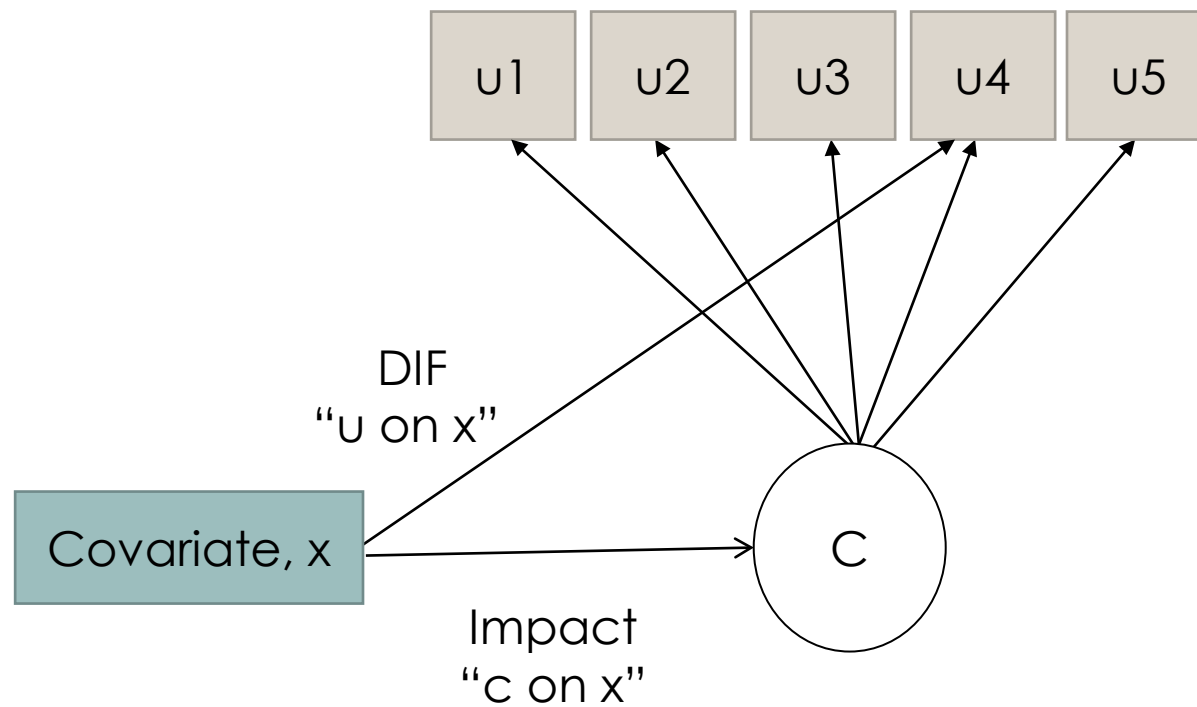 u1 u2 u3 u4 u5
DIF
“u on x”
Covariate, x
C
Impact
“c on x”